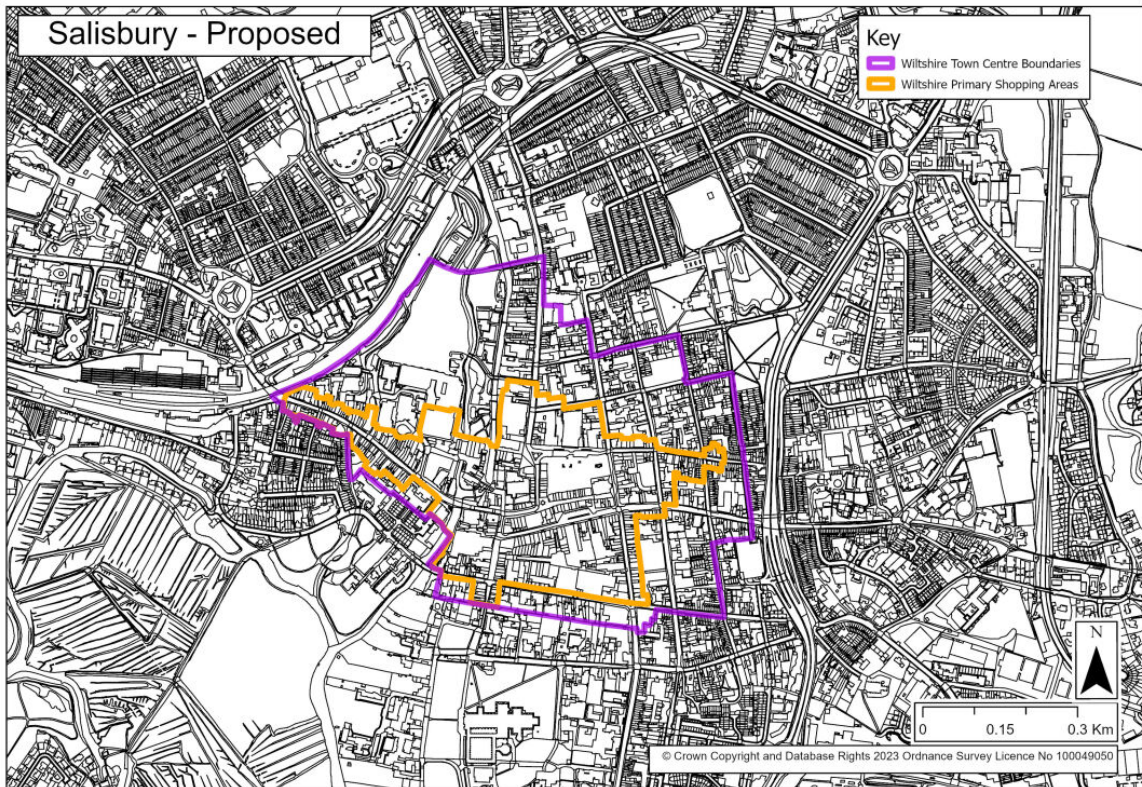 Salisbury - Proposed
Key
Wiltshire Town Centre Boundaries
Wiltshire Primary Shopping Areas
N
0 0.15 0.3 Km
© Crown Copyright and Database Rights 2023 Ordnance Survey Licence No 100049050